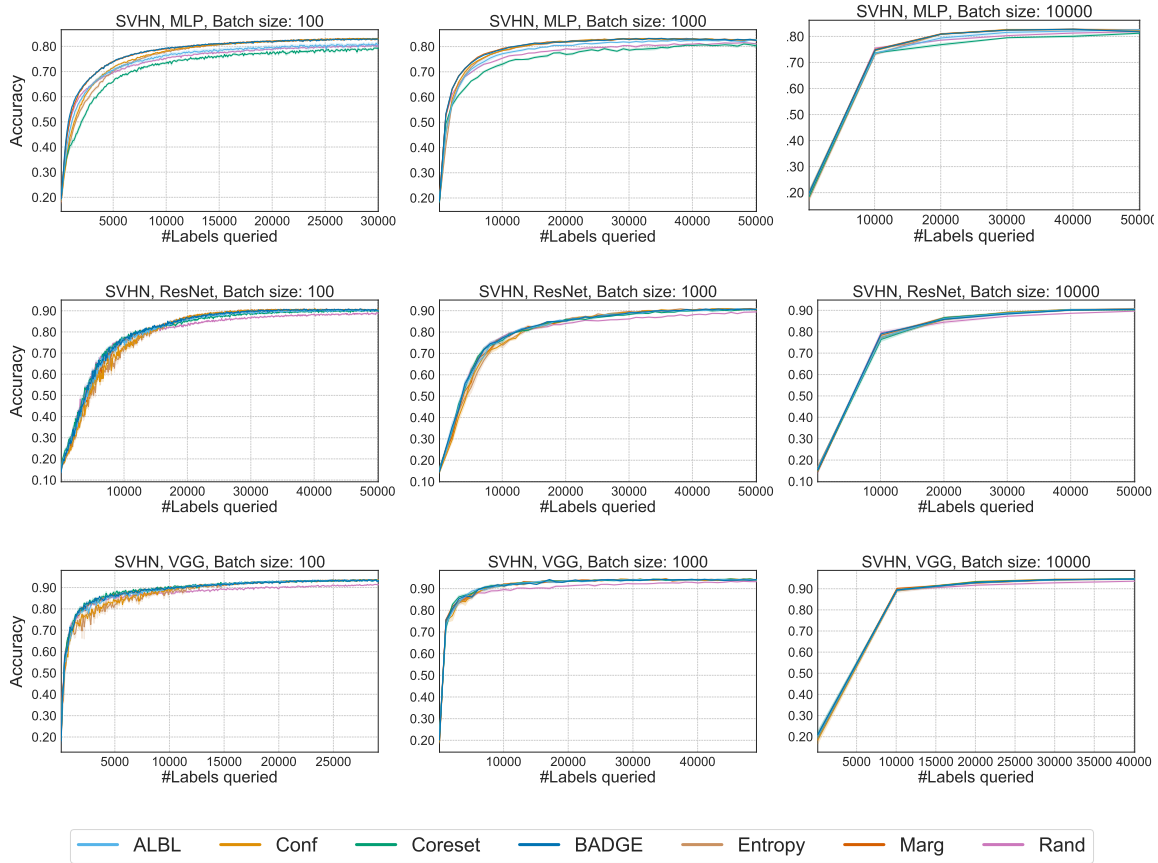 SVHN, MLP, Batch size: 100
SVHN, MLP, Batch size: 1000
SVHN, MLP, Batch size: 10000
Accuracy
0.80
0.70
0.60
0.50
0.40
0.30
0.20
5000 10000 15000 20000 25000 30000
#Labels queried
0.80
0.70
0.60
0.50
0.40
0.30
0.20
10000 20000 30000 40000 50000
#Labels queried
.80
.70
.60
.50
.40
.30
.20
10000 20000 30000 40000 50000
#Labels queried
SVHN, ResNet, Batch size: 100
SVHN, ResNet, Batch size: 1000
SVHN, ResNet, Batch size: 10000
Accuracy
0.90
0.80
0.70
0.60
0.50
0.40
0.30
0.20
0.10
10000 20000 30000 40000 50000
#Labels queried
0.90
0.80
0.70
0.60
0.50
0.40
0.30
0.20
0.10
10000 20000 30000 40000 50000
#Labels queried
0.90
0.80
0.70
0.60
0.50
0.40
0.30
0.20
0.10
10000 20000 30000 40000 50000
#Labels queried
SVHN, VGG, Batch size: 100
SVHN, VGG, Batch size: 1000
SVHN, VGG, Batch size: 10000
Accuracy
0.90
0.80
0.70
0.60
0.50
0.40
0.30
0.20
5000 10000 15000 20000 25000
#Labels queried
0.90
0.80
0.70
0.60
0.50
0.40
0.30
0.20
10000 20000 30000 40000
#Labels queried
0.90
0.80
0.70
0.60
0.50
0.40
0.30
0.20
5000 10000 15000 20000 25000 30000 35000 40000
#Labels queried
ALBL Conf Coreset BADGE Entropy Marg Rand